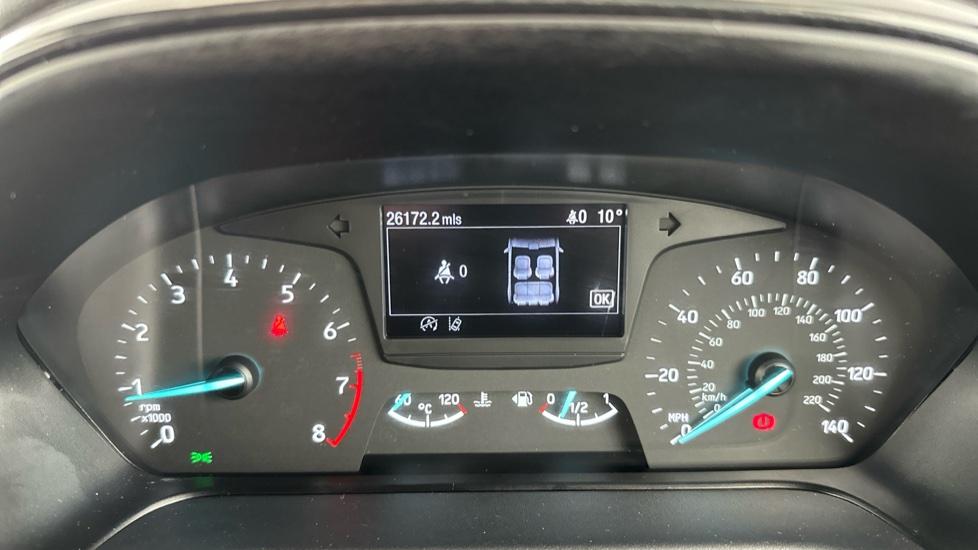 26172.2 mls 0 10°
0
OK
0 1 2 3 4 5 6 7 8
rpm
x1000
60 °C 120
0 1/2 1
0 20 40 60 80 100 120 140
MPH
0 20 40 60 80 100 120 140 160 180 200 220
km/h